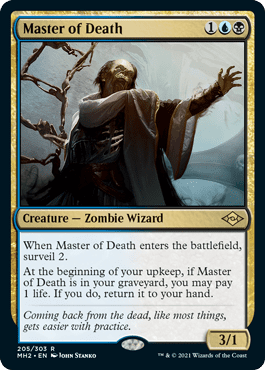 Master of Death 1
Creature — Zombie Wizard
When Master of Death enters the battlefield,
surveil 2.
At the beginning of your upkeep, if Master
of Death is in your graveyard, you may pay
1 life. If you do, return it to your hand.
Coming back from the dead, like most things,
gets easier with practice.
3/1
205/303 R
MH2 • EN JOHN STANKO ™ & © 2021 Wizards of the Coast